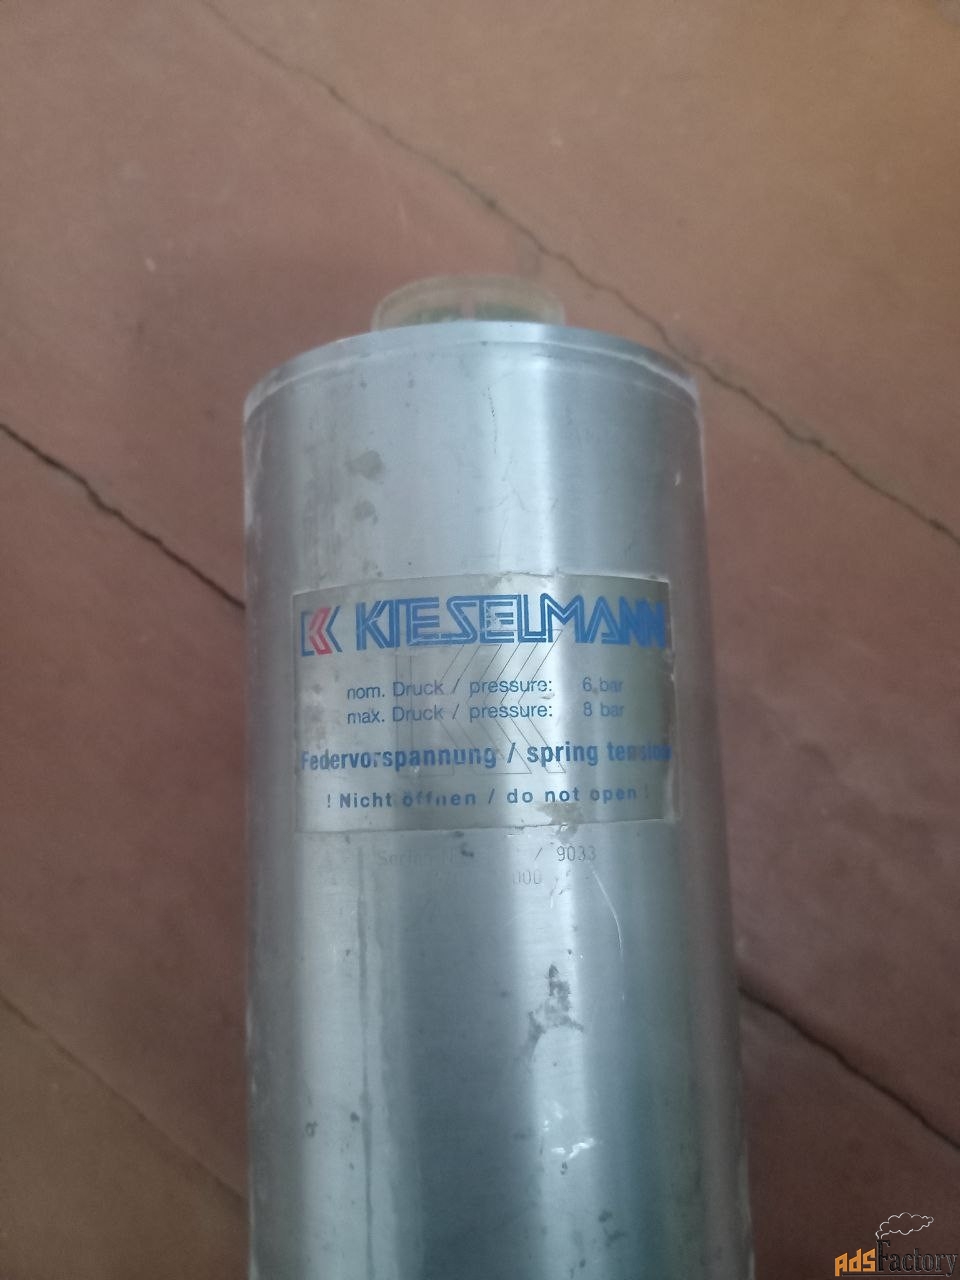 KIESELMANN
nom. Druck / pressure: 6 bar
max. Druck / pressure: 8 bar
Federvorspannung / spring tension
! Nicht öffnen / do not open !
/ 9033
AdsFactory